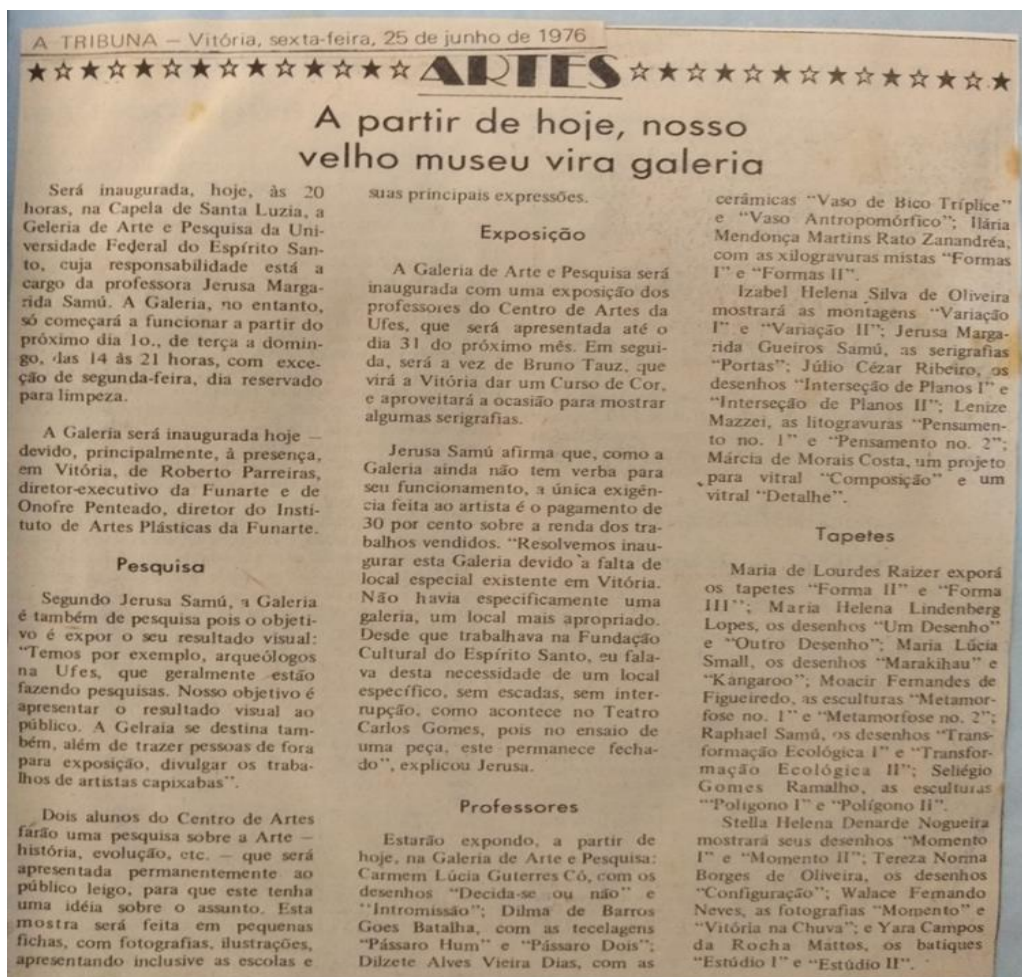 A TRIBUNA — Vitória, sexta-feira, 25 de junho de 1976
ARTES
A partir de hoje, nosso
velho museu vira galeria
Será inaugurada, hoje, às 20
horas, na Capela de Santa Luzia, a
Geleria de Arte e Pesquisa da Uni-
versidade Federal do Espírito San-
to, cuja responsabilidade está a
cargo da professora Jerusa Marga-
rida Samú. A Galeria, no entanto,
só começará a funcionar a partir do
próximo dia 1o., de terça a domin-
go, das 14 às 21 horas, com exce-
ção de segunda-feira, dia reservado
para limpeza.
A Galeria será inaugurada hoje —
devido, principalmente, à presença,
em Vitória, de Roberto Parreiras,
diretor-executivo da Funarte e de
Onofre Penteado, diretor do Insti-
tuto de Artes Plásticas da Funarte.
Pesquisa
Segundo Jerusa Samú, a Galeria
é também de pesquisa pois o objeti-
vo é expor o seu resultado visual:
"Temos por exemplo, arqueólogos
na Ufes, que geralmente estão
fazendo pesquisas. Nosso objetivo é
apresentar o resultado visual ao
público. A Gelraia se destina tam-
bém, além de trazer pessoas de fora
para exposição, divulgar os traba-
lhos de artistas capixabas".
Dois alunos do Centro de Artes
farão uma pesquisa sobre a Arte —
história, evolução, etc. — que será
apresentada permanentemente ao
público leigo, para que este tenha
uma idéia sobre o assunto. Esta
mostra será feita em pequenas
fichas, com fotografias, ilustrações,
apresentando inclusive as escolas e
suas principais expressões.
Exposição
A Galeria de Arte e Pesquisa será
inaugurada com uma exposição dos
professores do Centro de Artes da
Ufes, que será apresentada até o
dia 31 do próximo mês. Em segui-
da, será a vez de Bruno Tauz, que
virá a Vitória dar um Curso de Cor,
e aproveitará a ocasião para mostrar
algumas serigrafias.
Jerusa Samú afirma que, como a
Galeria ainda não tem verba para
seu funcionamento, a única exigên-
cia feita ao artista é o pagamento de
30 por cento sobre a renda dos tra-
balhos vendidos. "Resolvemos inau-
gurar esta Galeria devido a falta de
local especial existente em Vitória.
Não havia especificamente uma
galeria, um local mais apropriado.
Desde que trabalhava na Fundação
Cultural do Espírito Santo, eu fala-
va desta necessidade de um local
específico, sem escadas, sem inter-
rupção, como acontece no Teatro
Carlos Gomes, pois no ensaio de
uma peça, este permanece fecha-
do", explicou Jerusa.
Professores
Estarão expondo, a partir de
hoje, na Galeria de Arte e Pesquisa:
Carmem Lúcia Guterres Có, com os
desenhos "Decida-se ou não" e
"Intromissão"; Dilma de Barros
Goes Batalha, com as tecelagens
"Pássaro Hum" e "Pássaro Dois";
Dilzete Alves Vieira Dias, com as
cerâmicas "Vaso de Bico Tríplice"
e "Vaso Antropomórfico"; Ilária
Mendonça Martins Rato Zanandréa,
com as xilogravuras mistas "Formas
I" e "Formas II".
Izabel Helena Silva de Oliveira
mostrará as montagens "Variação
I" e "Variação II"; Jerusa Marga-
rida Gueiros Samú, as serigrafias
"Portas"; Júlio Cézar Ribeiro, os
desenhos "Interseção de Planos I" e
"Interseção de Planos II"; Lenize
Mazzei, as litogravuras "Pensamen-
to no. 1" e "Pensamento no. 2";
Márcia de Morais Costa, um projeto
para vitral "Composição" e um
vitral "Detalhe".
Tapetes
Maria de Lourdes Raizer exporá
os tapetes "Forma II" e "Forma
III"; Maria Helena Lindenberg
Lopes, os desenhos "Um Desenho"
e "Outro Desenho"; Maria Lúcia
Small, os desenhos "Marakihau" e
"Kangaroo"; Moacir Fernandes de
Figueiredo, as esculturas "Metamor-
fose no. 1" e "Metamorfose no. 2";
Raphael Samú, os desenhos "Trans-
formação Ecológica I" e "Transfor-
mação Ecológica II"; Seliégio
Gomes Ramalho, as esculturas
"Polígono I" e "Polígono II".
Stella Helena Denarde Nogueira
mostrará seus desenhos "Momento
I" e "Momento II"; Tereza Norma
Borges de Oliveira, os desenhos
"Configuração"; Walace Fernando
Neves, as fotografias "Momento" e
"Vitória na Chuva"; e Yara Campos
da Rocha Mattos, os batiques
"Estúdio I" e "Estúdio II".